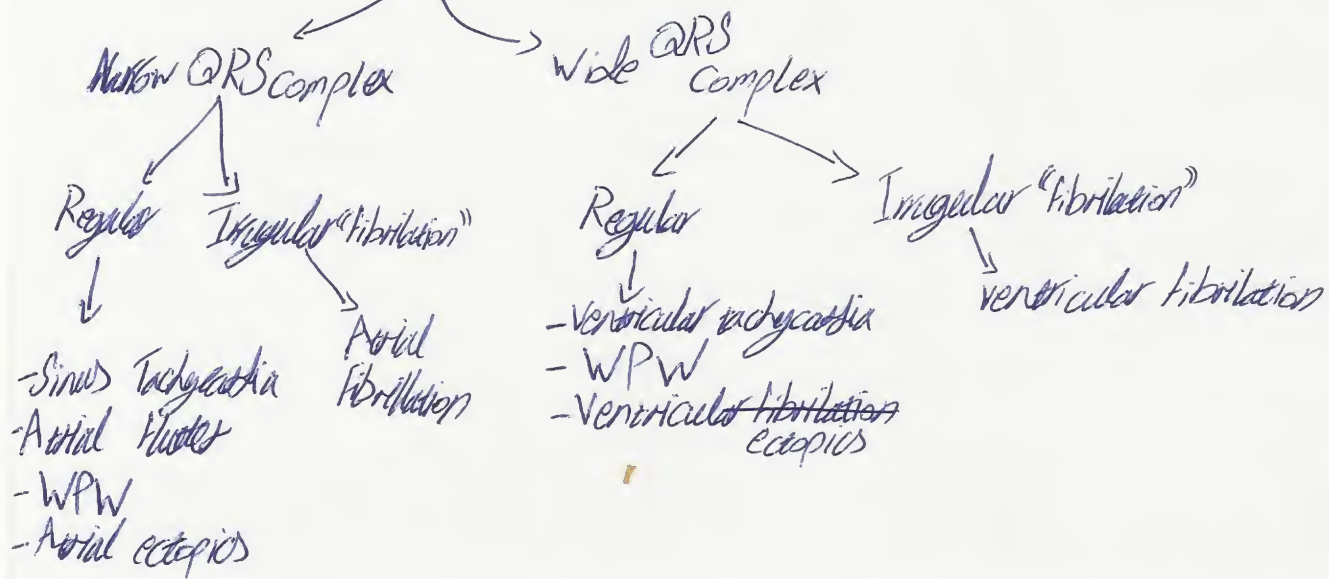 Narrow QRS complex
Wide QRS
Complex
Regular
Irregular "fibrilation"
Regular
Irregular "fibrilation"
-Sinus Tachycardia
-Atrial flutter
-WPW
-Atrial ectopics
Atrial
fibrillation
-Ventricular tachycardia
-WPW
-Ventricular fibrilation
ectopics
ventricular fibrilation